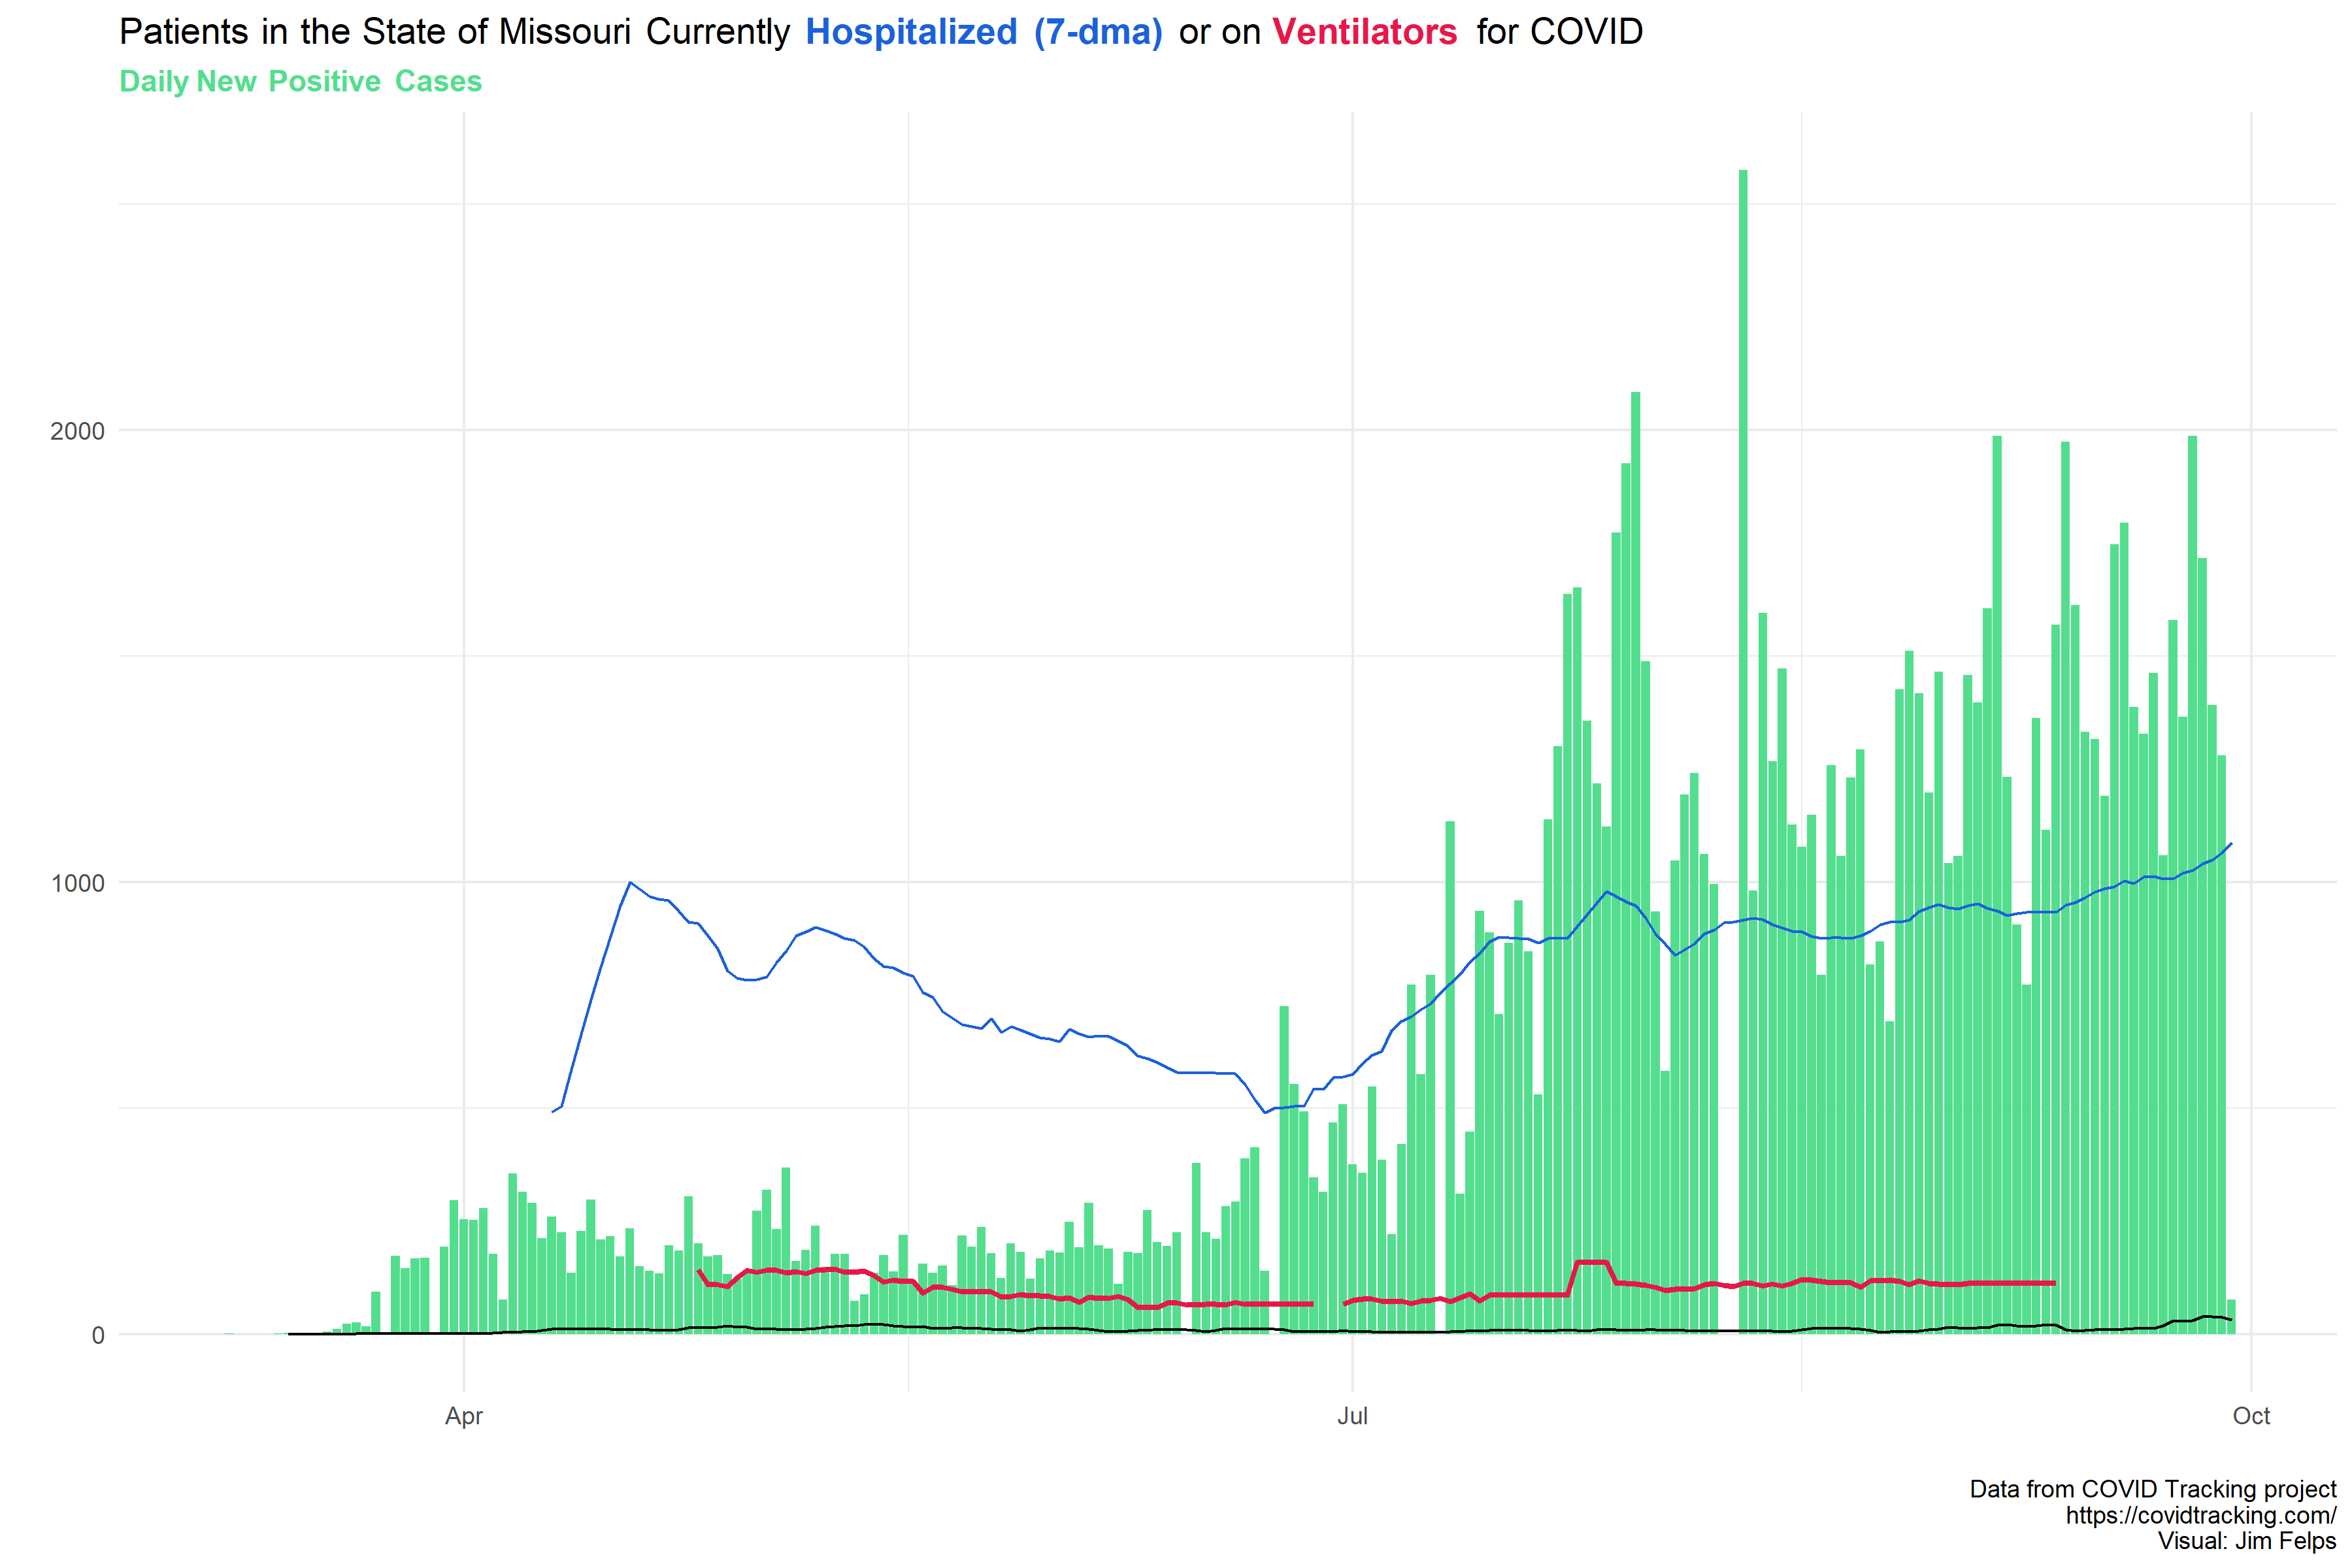 Patients in the State of Missouri Currently Hospitalized (7-dma) or on Ventilators for COVID
Daily New Positive Cases
2000
1000
0
Apr
Jul
Oct
Data from COVID Tracking project
https://covidtracking.com/
Visual: Jim Felps